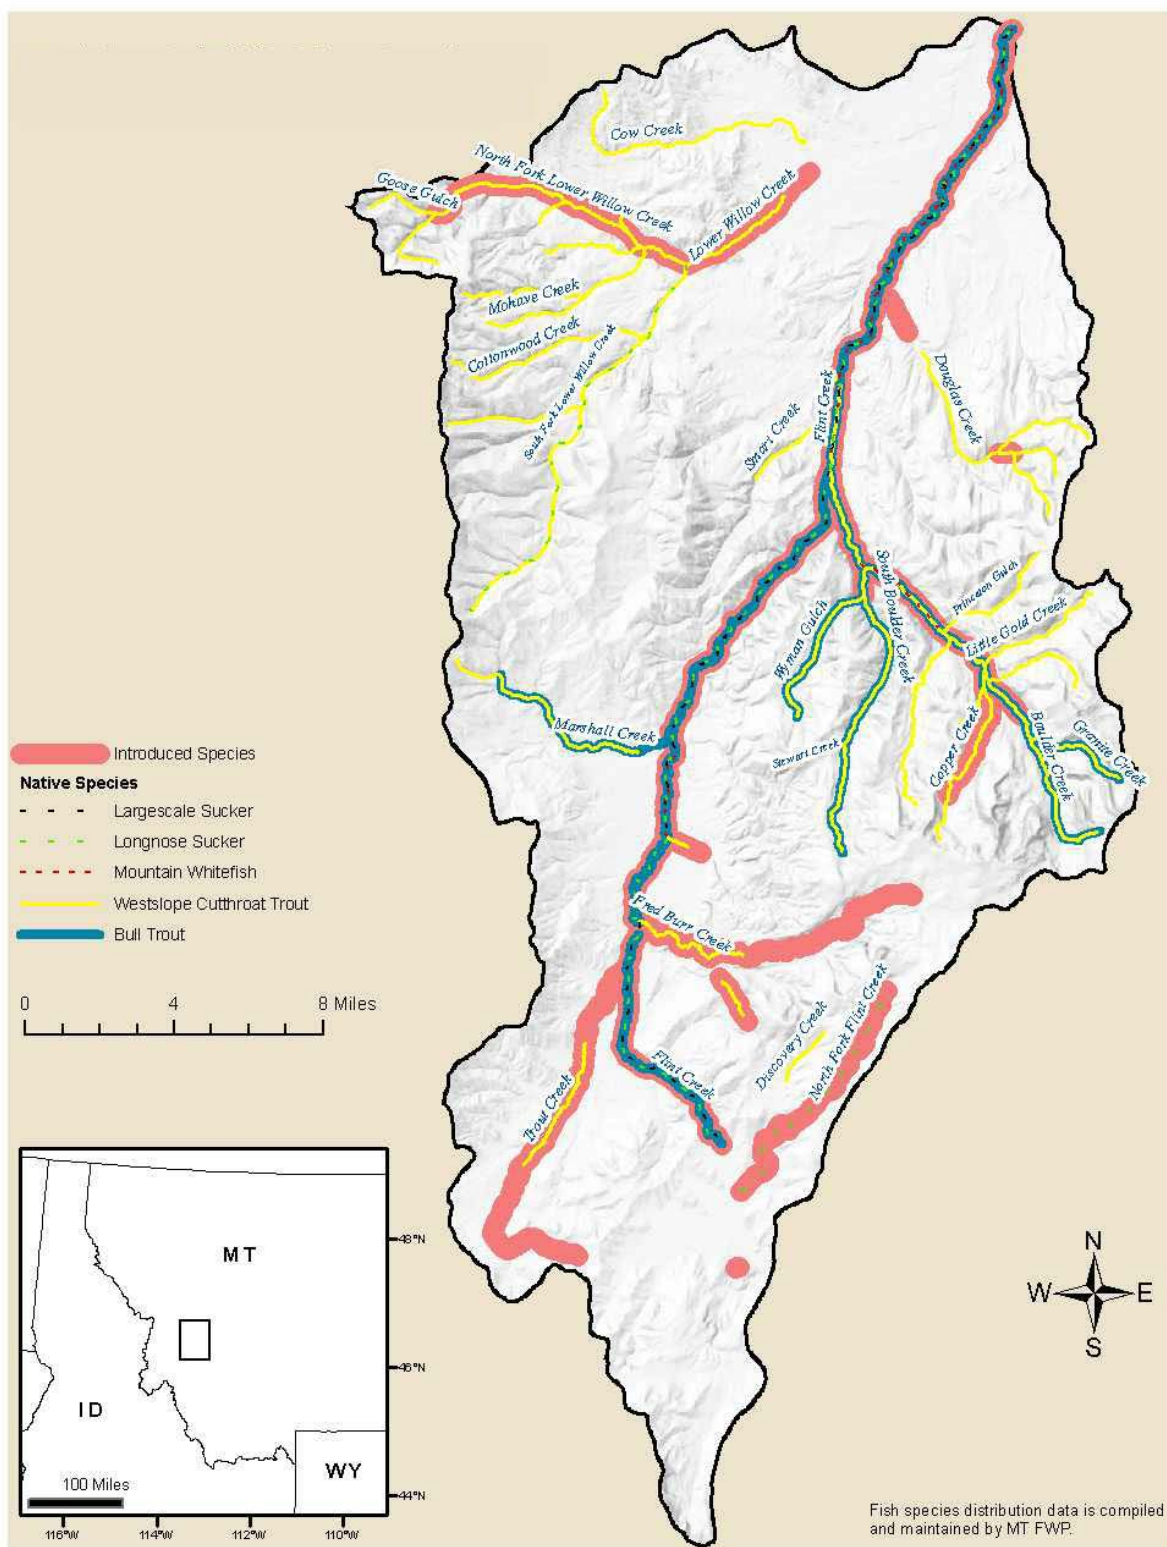 Cow Creek
North Fork Lower Willow Creek
Goose Gulch
Lower Willow Creek
Mohave Creek
Cottonwood Creek
South Fork Lower Willow Creek
Flint Creek
Douglas Creek
Smart Creek
South Boulder Creek
Princeton Gulch
Little Gold Creek
Wyman Gulch
Marshall Creek
Stewart Creek
Copper Creek
Boulder Creek
Granite Creek
Introduced Species
Native Species
Largescale Sucker
Longnose Sucker
Mountain Whitefish
Westslope Cutthroat Trout
Bull Trout
0 4 8 Miles
Fred Burr Creek
Discovery Creek
North Fork Flint Creek
Flint Creek
Trout Creek
MT
ID
WY
100 Miles
48°N
46°N
44°N
116°W 114°W 112°W 110°W
N
W E
S
Fish species distribution data is compiled
and maintained by MT FWP.